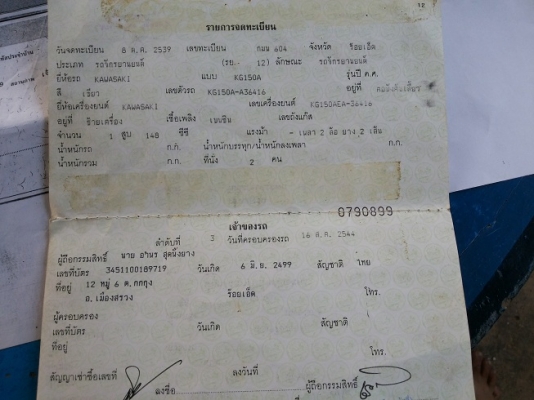 รายการจดทะเบียน
วันจดทะเบียน 6 พ.ค. 2539 เลขทะเบียน กมษ 604 จังหวัด ร้อยเอ็ด
ประเภท รถจักรยานยนต์ (รย. 12) ลักษณะ รถจักรยานยนต์
ยี่ห้อรถ KAWASAKI แบบ KG150A รุ่นปี ค.ศ.
สี เขียว เลขตัวรถ KG150A-A36416 อยู่ที่
ยี่ห้อเครื่องยนต์ KAWASAKI เลขเครื่องยนต์ KG150AEA-36416
อยู่ที่ ซ้ายเครื่อง เชื้อเพลิง เบนซิน เลขถังแก๊ส
จำนวน 1 สูบ 148 ซีซี แรงม้า - เพลา 2 ล้อ ยาง 2 เส้น
น้ำหนักรถ ก.ก. น้ำหนักบรรทุก/น้ำหนักลงเพลา ก.ก.
น้ำหนักรวม ก.ก. ที่นั่ง 2 คน
0790899
เจ้าของรถ
ลำดับที่ 3 วันที่ครอบครองรถ 16 ส.ค. 2544
ผู้ถือกรรมสิทธิ์ นาย
เลขที่บัตร 3451100189719 วันเกิด 6 มิ.ย. 2499 สัญชาติ ไทย
ที่อยู่ 12 หมู่ 6 ต.กกกุง
อ.เมืองสรวง ร้อยเอ็ด โทร.
ผู้ครอบครอง
เลขที่บัตร วันเกิด สัญชาติ
ที่อยู่
โทร.
สัญญาเช่าซื้อเลขที่ ลงวันที่
ลงชื่อ ผู้ถือกรรมสิทธิ์